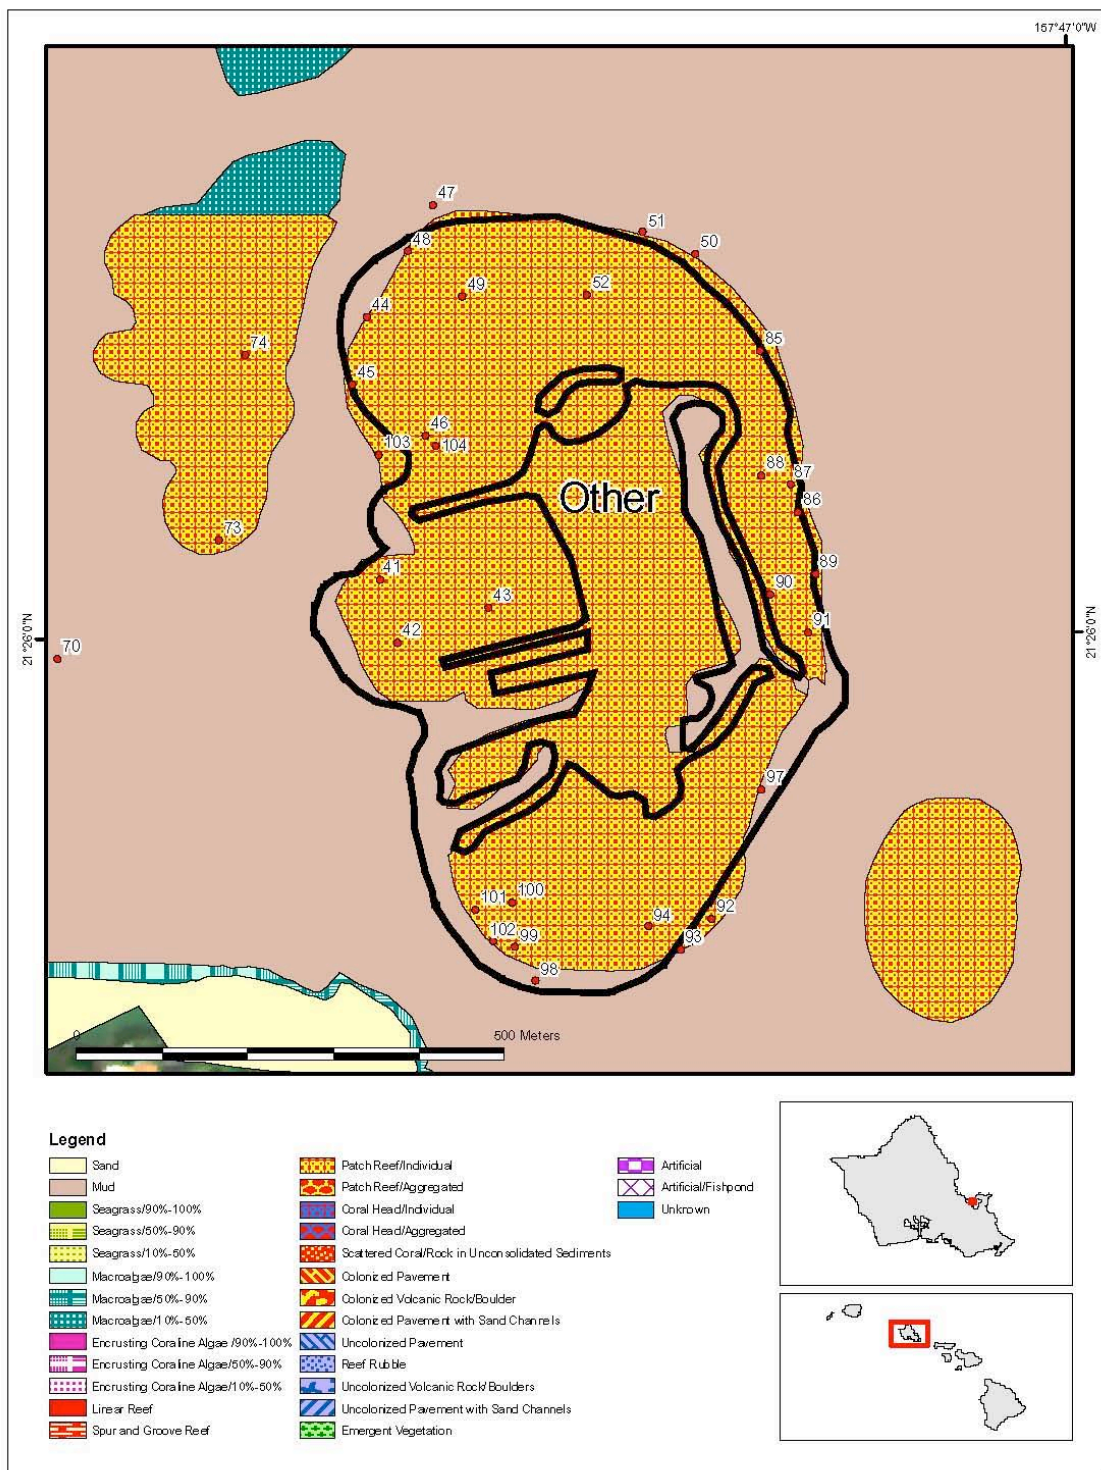 157°47'0"W
47
51
48
50
49
52
44
85
74
45
46
103
104
88
87
Other
86
73
89
41
90
43
91
42
21°26'0"N
21°26'0"N
70
97
100
101
94
92
102
99
93
98
0
500 Meters
Legend
Sand
Mud
Seagrass/90%-100%
Seagrass/50%-90%
Seagrass/10%-50%
Macroalgae/90%-100%
Macroalgae/50%-90%
Macroalgae/10%-50%
Encrusting Coraline Algae /90%-100%
Encrusting Coraline Algae/50%-90%
Encrusting Coraline Algae/10%-50%
Linear Reef
Spur and Groove Reef
Patch Reef/Individual
Patch Reef/Aggregated
Coral Head/Individual
Coral Head/Aggregated
Scattered Coral/Rock in Unconsolidated Sediments
Colonized Pavement
Colonized Volcanic Rock/Boulder
Colonized Pavement with Sand Channels
Uncolonized Pavement
Reef Rubble
Uncolonized Volcanic Rock/Boulders
Uncolonized Pavement with Sand Channels
Emergent Vegetation
Artificial
Artificial/Fishpond
Unknown